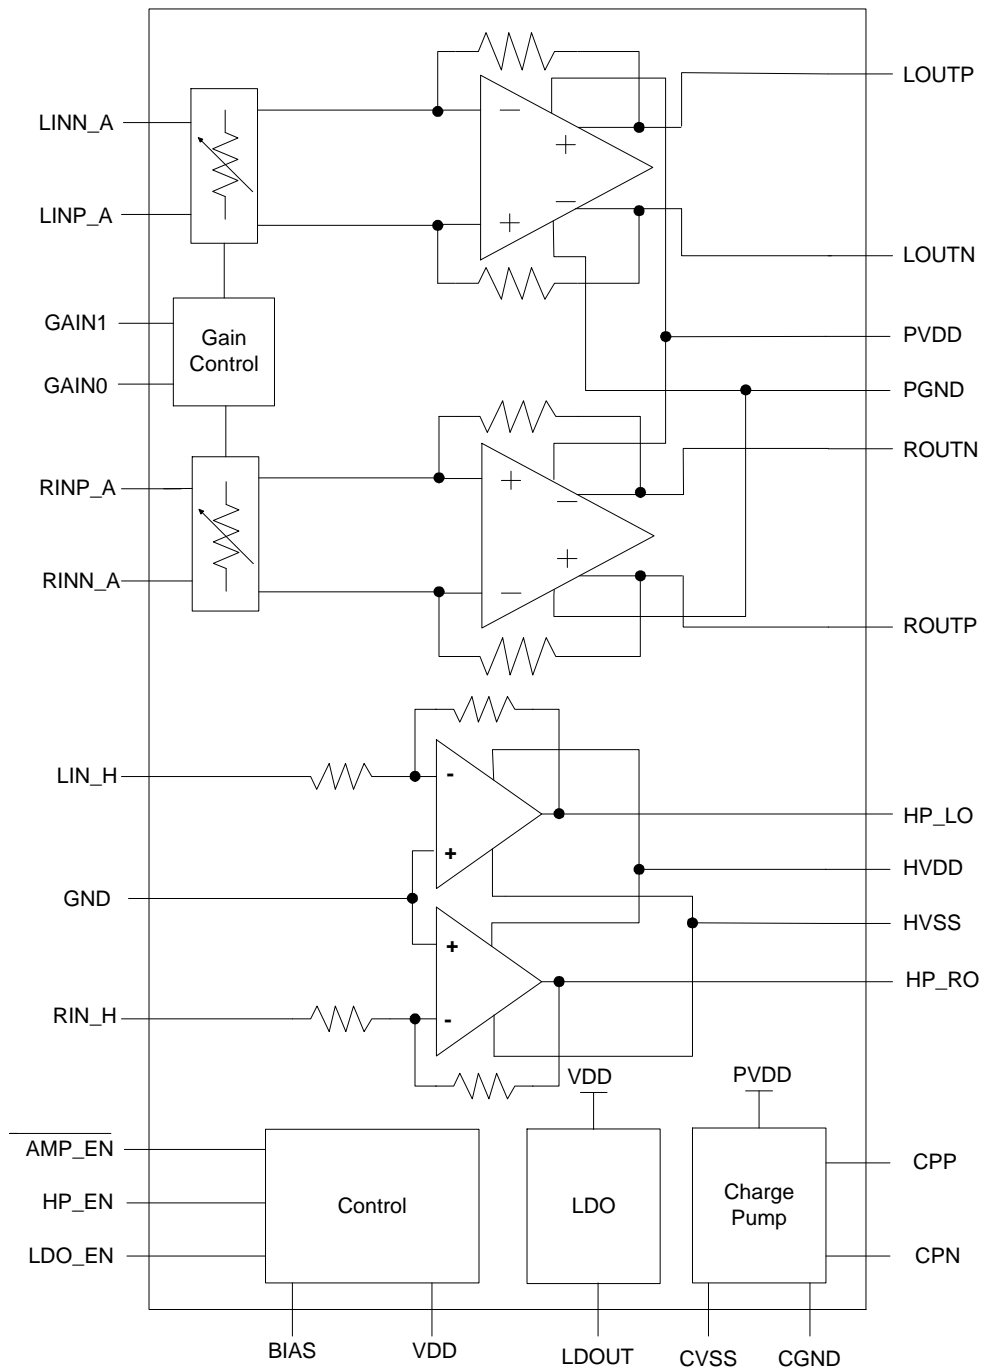 LINN_A
LINP_A
GAIN1
GAIN0
RINP_A
RINN_A
LIN_H
GND
RIN_H
AMP_EN
HP_EN
LDO_EN
Gain
Control
−
+
+
−
+
−
−
+
-
+
+
-
Control
VDD
LDO
PVDD
Charge
Pump
LOUTP
LOUTN
PVDD
PGND
ROUTN
ROUTP
HP_LO
HVDD
HVSS
HP_RO
CPP
CPN
BIAS
VDD
LDOUT
CVSS
CGND